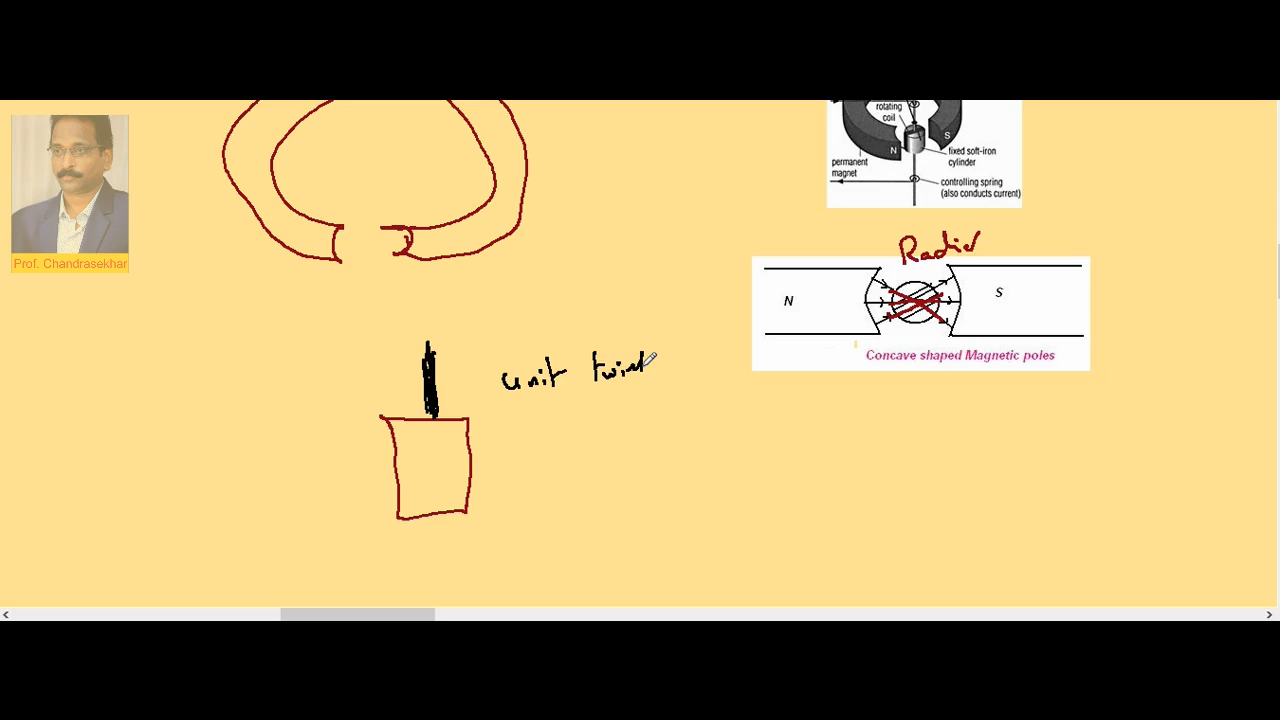 Prof. Chandrasekhar
rotating
coil
N
S
permanent
magnet
fixed soft-iron
cylinder
controlling spring
(also conducts current)
Radial
N
S
Concave shaped Magnetic poles
unit